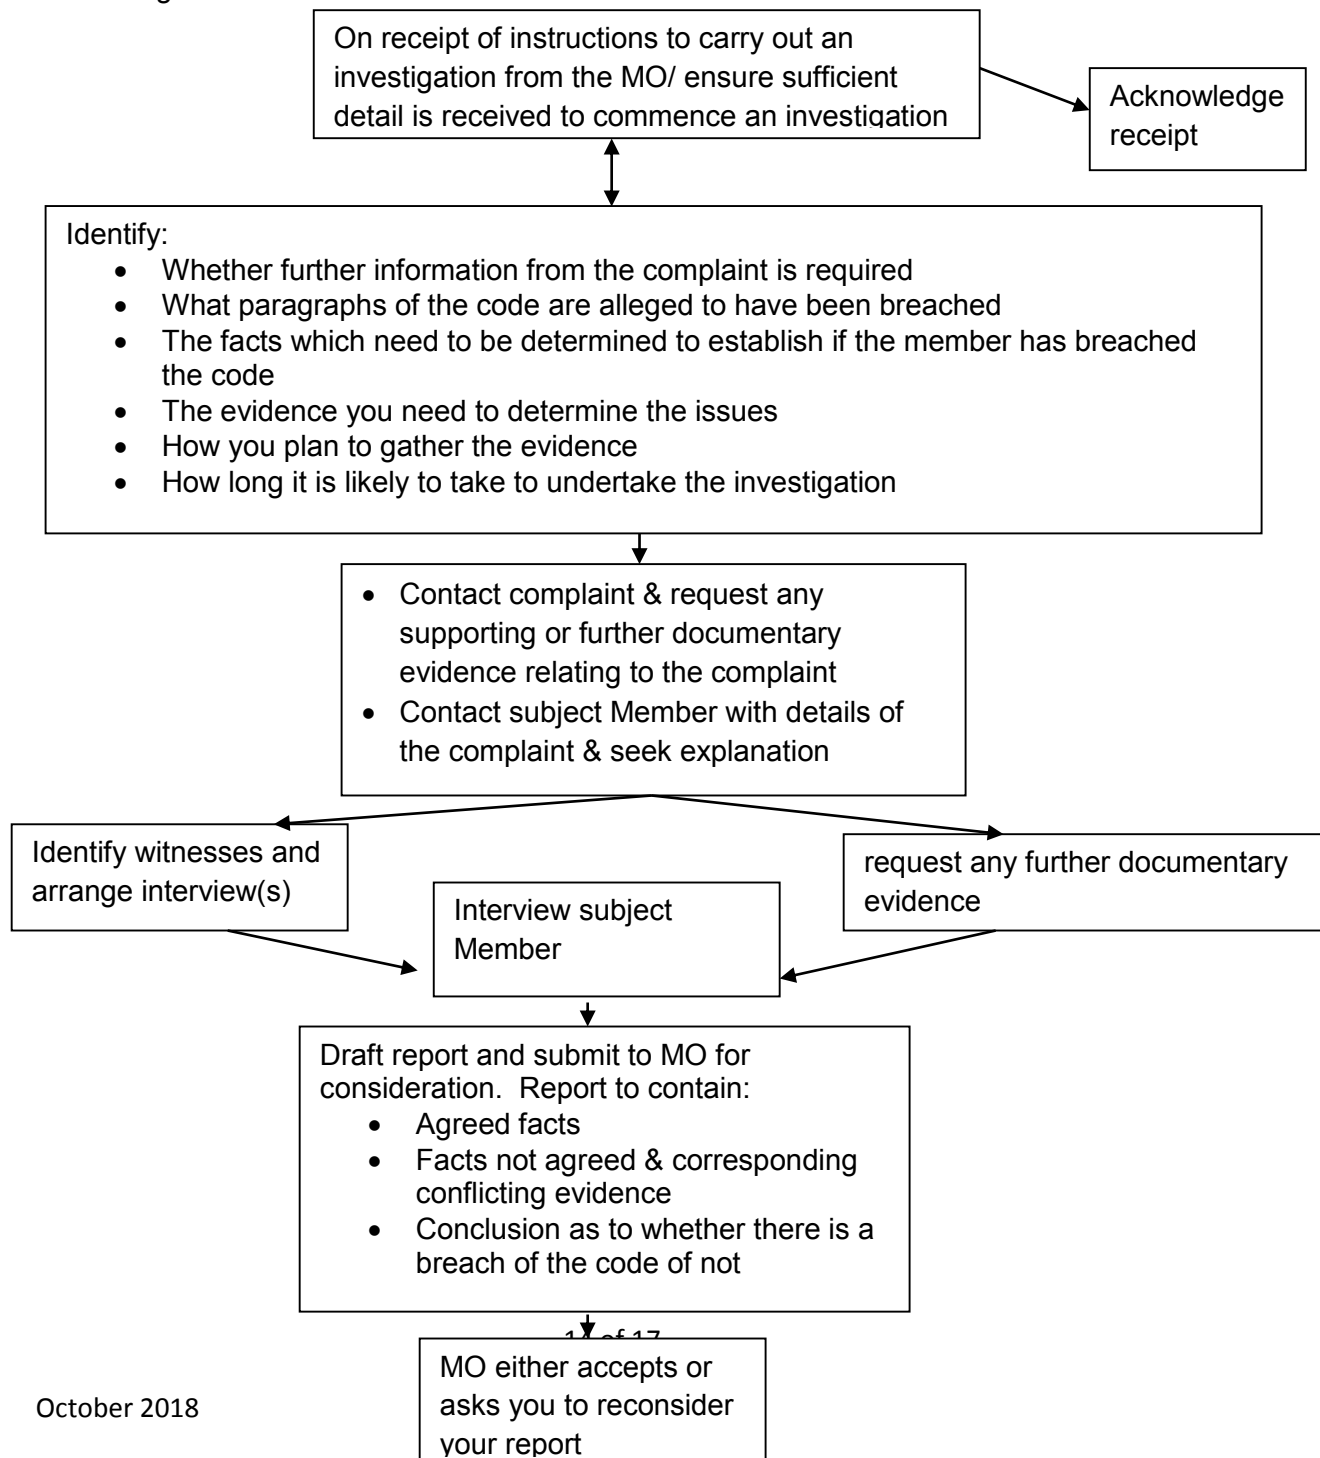 On receipt of instructions to carry out an
investigation from the MO/ ensure sufficient
detail is received to commence an investigation
Acknowledge
receipt
Identify:
• Whether further information from the complaint is required
• What paragraphs of the code are alleged to have been breached
• The facts which need to be determined to establish if the member has breached
the code
• The evidence you need to determine the issues
• How you plan to gather the evidence
• How long it is likely to take to undertake the investigation
• Contact complaint & request any
supporting or further documentary
evidence relating to the complaint
• Contact subject Member with details of
the complaint & seek explanation
Identify witnesses and
arrange interview(s)
request any further documentary
evidence
Interview subject
Member
Draft report and submit to MO for
consideration. Report to contain:
• Agreed facts
• Facts not agreed & corresponding
conflicting evidence
• Conclusion as to whether there is a
breach of the code of not
14 of 17
MO either accepts or
asks you to reconsider
your report
October 2018